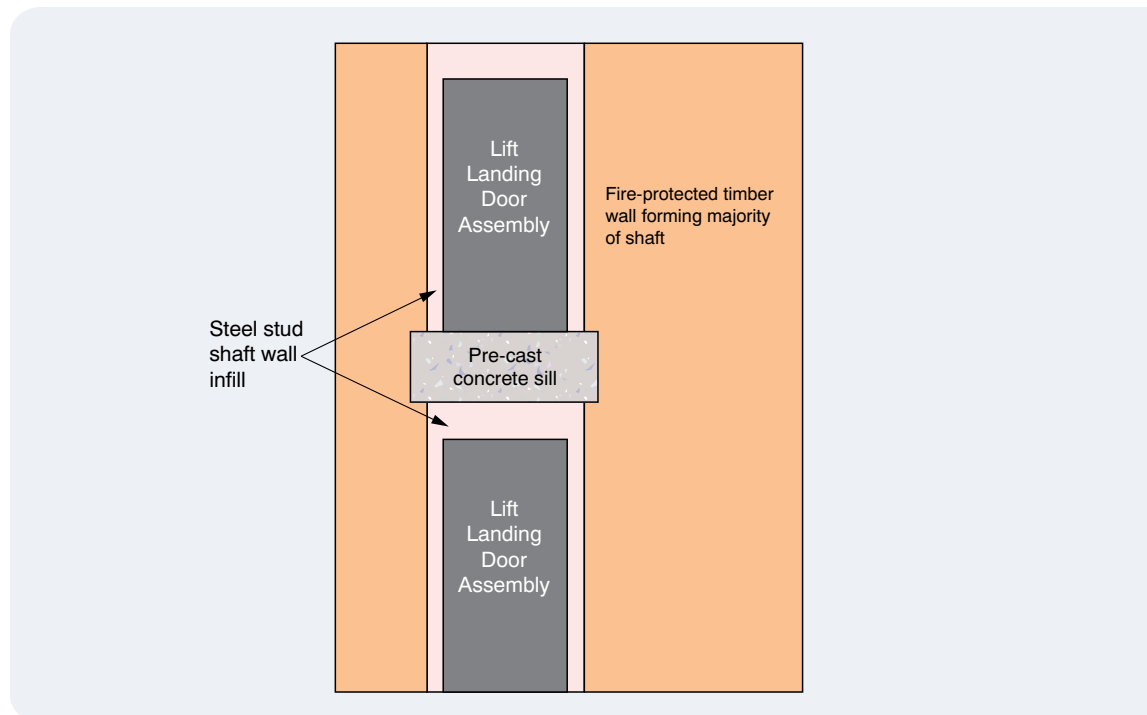 Lift
Landing
Door
Assembly
Fire-protected timber
wall forming majority
of shaft
Steel stud
shaft wall
infill
Pre-cast
concrete sill
Lift
Landing
Door
Assembly